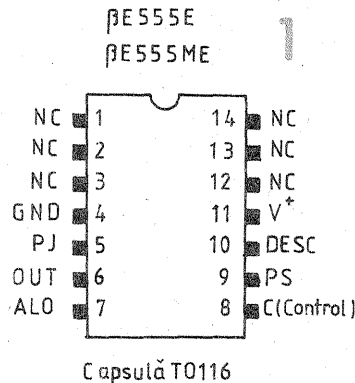 βE555E
βE555ME
1
NC 1 14 NC
NC 2 13 NC
NC 3 12 NC
GND 4 11 V+
PJ 5 10 DESC
OUT 6 9 PS
ALO 7 8 C(Control)
Capsulă TO116